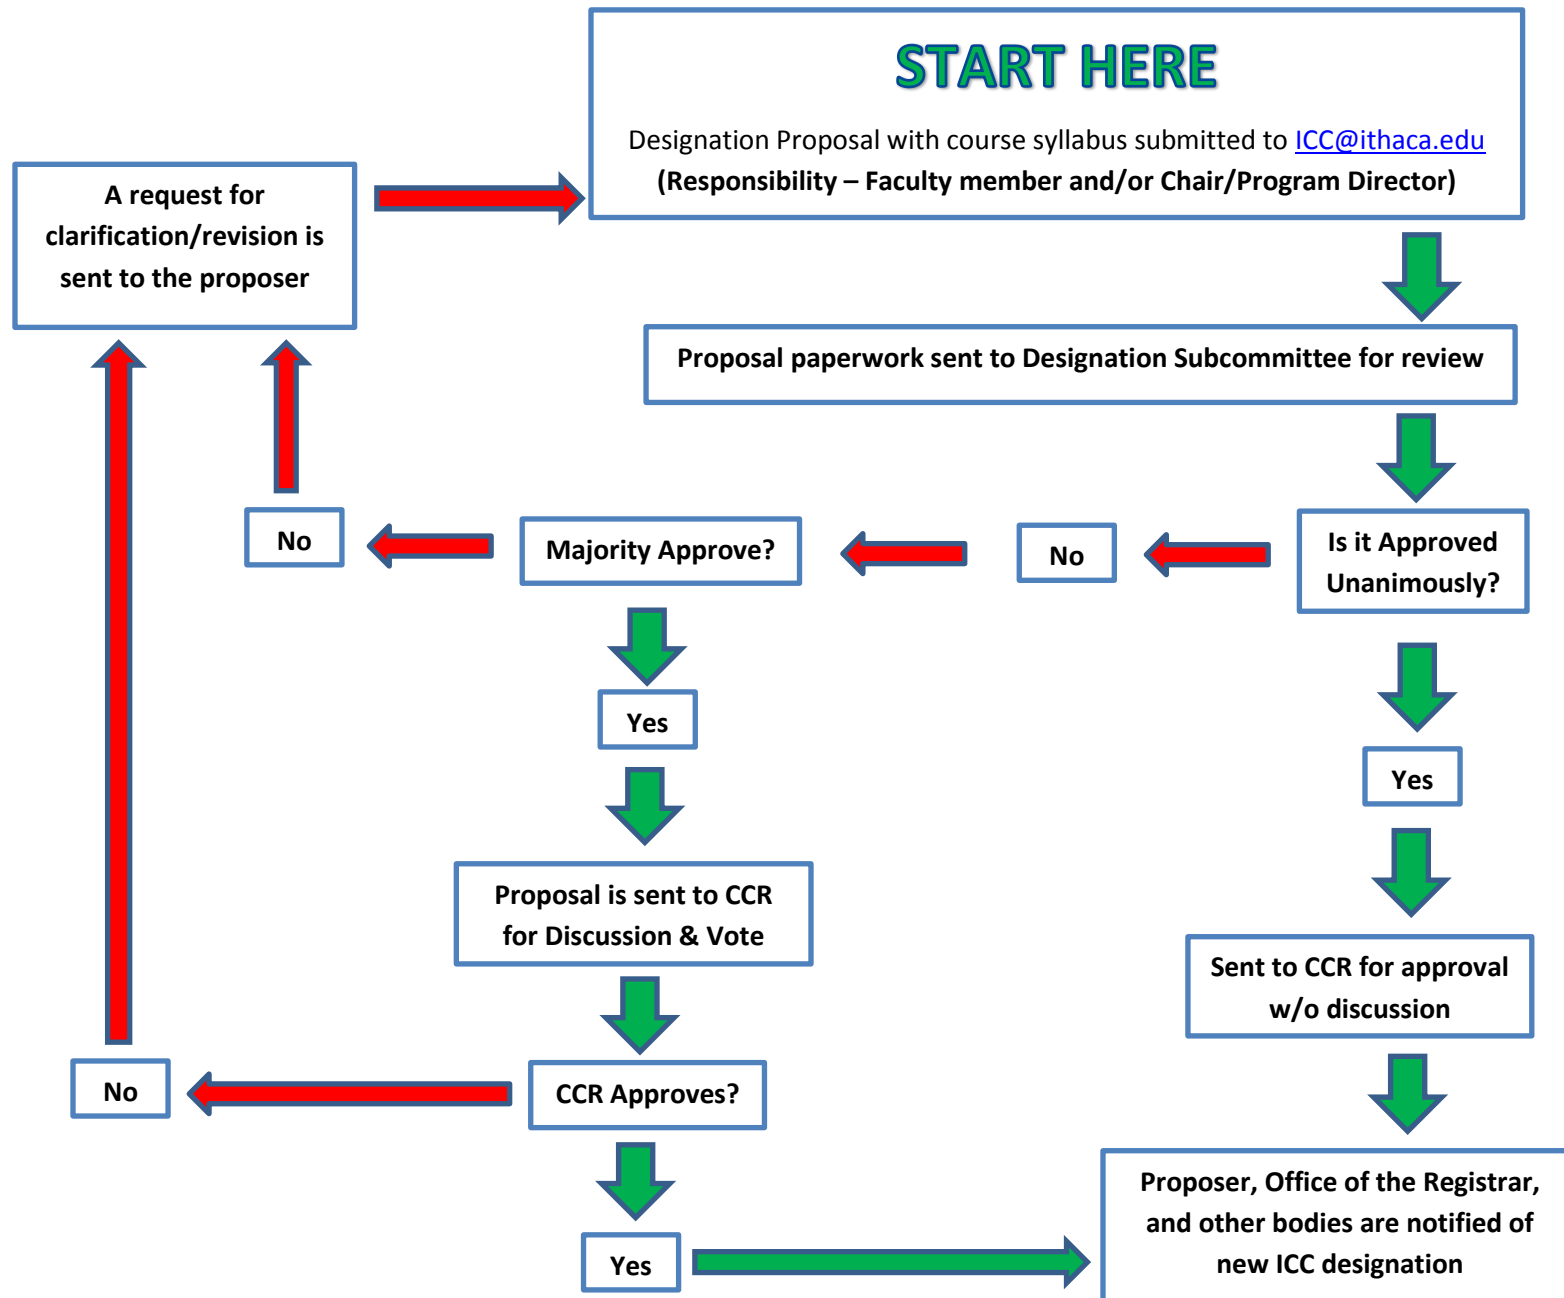 START HERE
Designation Proposal with course syllabus submitted to ICC@ithaca.edu
(Responsibility – Faculty member and/or Chair/Program Director)
A request for
clarification/revision is
sent to the proposer
Proposal paperwork sent to Designation Subcommittee for review
Is it Approved
Unanimously?
No
Majority Approve?
No
Yes
Yes
Proposal is sent to CCR
for Discussion & Vote
Sent to CCR for approval
w/o discussion
CCR Approves?
No
Yes
Proposer, Office of the Registrar,
and other bodies are notified of
new ICC designation